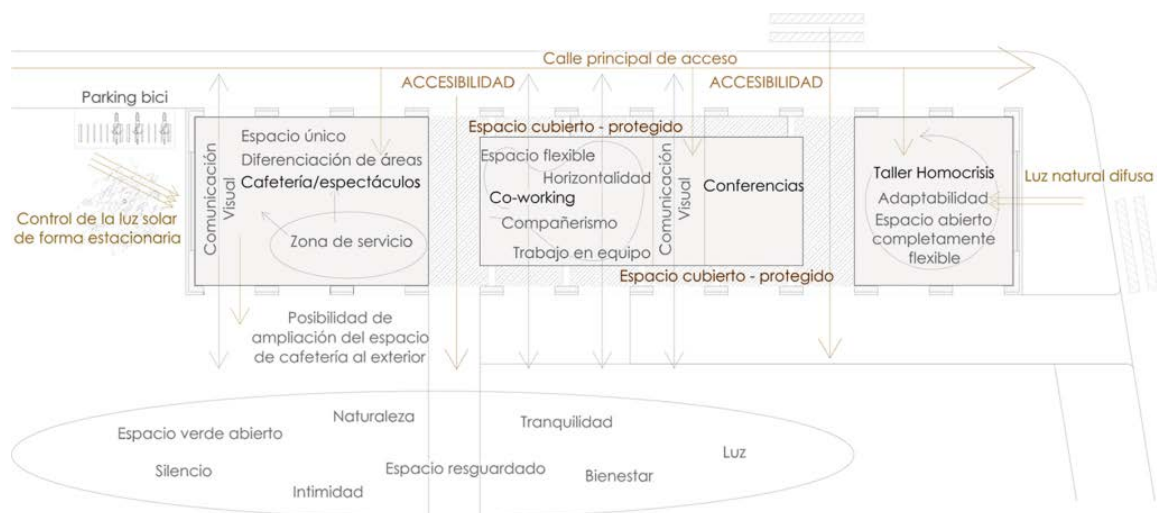 Calle principal de acceso
ACCESIBILIDAD
ACCESIBILIDAD
Parking bici
Control de la luz solar
de forma estacionaria
Comunicación
Visual
Espacio único
Diferenciación de áreas
Cafetería/espectáculos
Zona de servicio
Posibilidad de
ampliación del espacio
de cafetería al exterior
Espacio cubierto - protegido
Espacio flexible
Horizontalidad
Co-working
Compañerismo
Trabajo en equipo
Comunicación
Visual
Conferencias
Espacio cubierto - protegido
Taller Homocrisis
Adaptabilidad
Espacio abierto
completamente
flexible
Luz natural difusa
Naturaleza
Tranquilidad
Espacio verde abierto
Luz
Silencio
Espacio resguardado
Bienestar
Intimidad